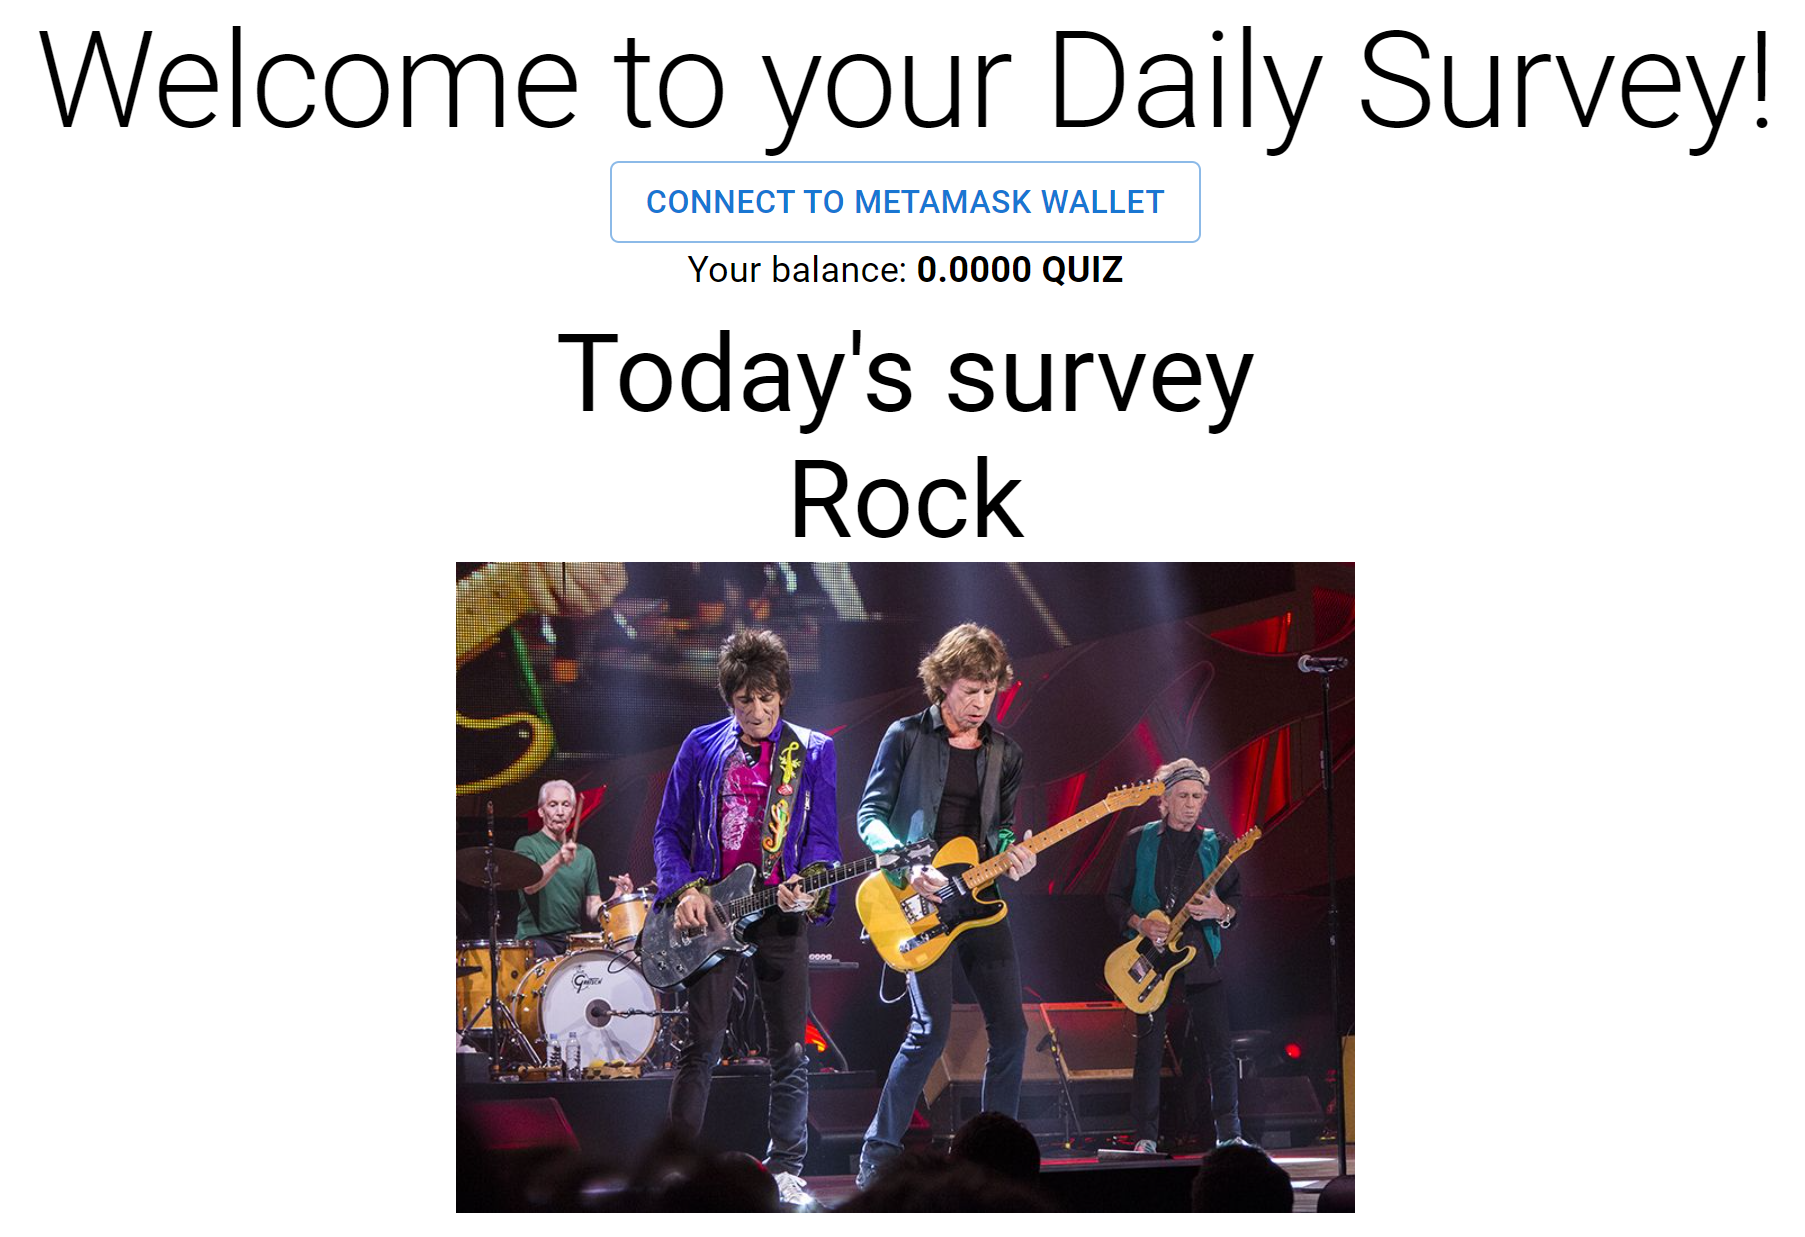 Welcome to your Daily Survey!
CONNECT TO METAMASK WALLET
Your balance: 0.0000 QUIZ
Today's survey
Rock
GRETSCH